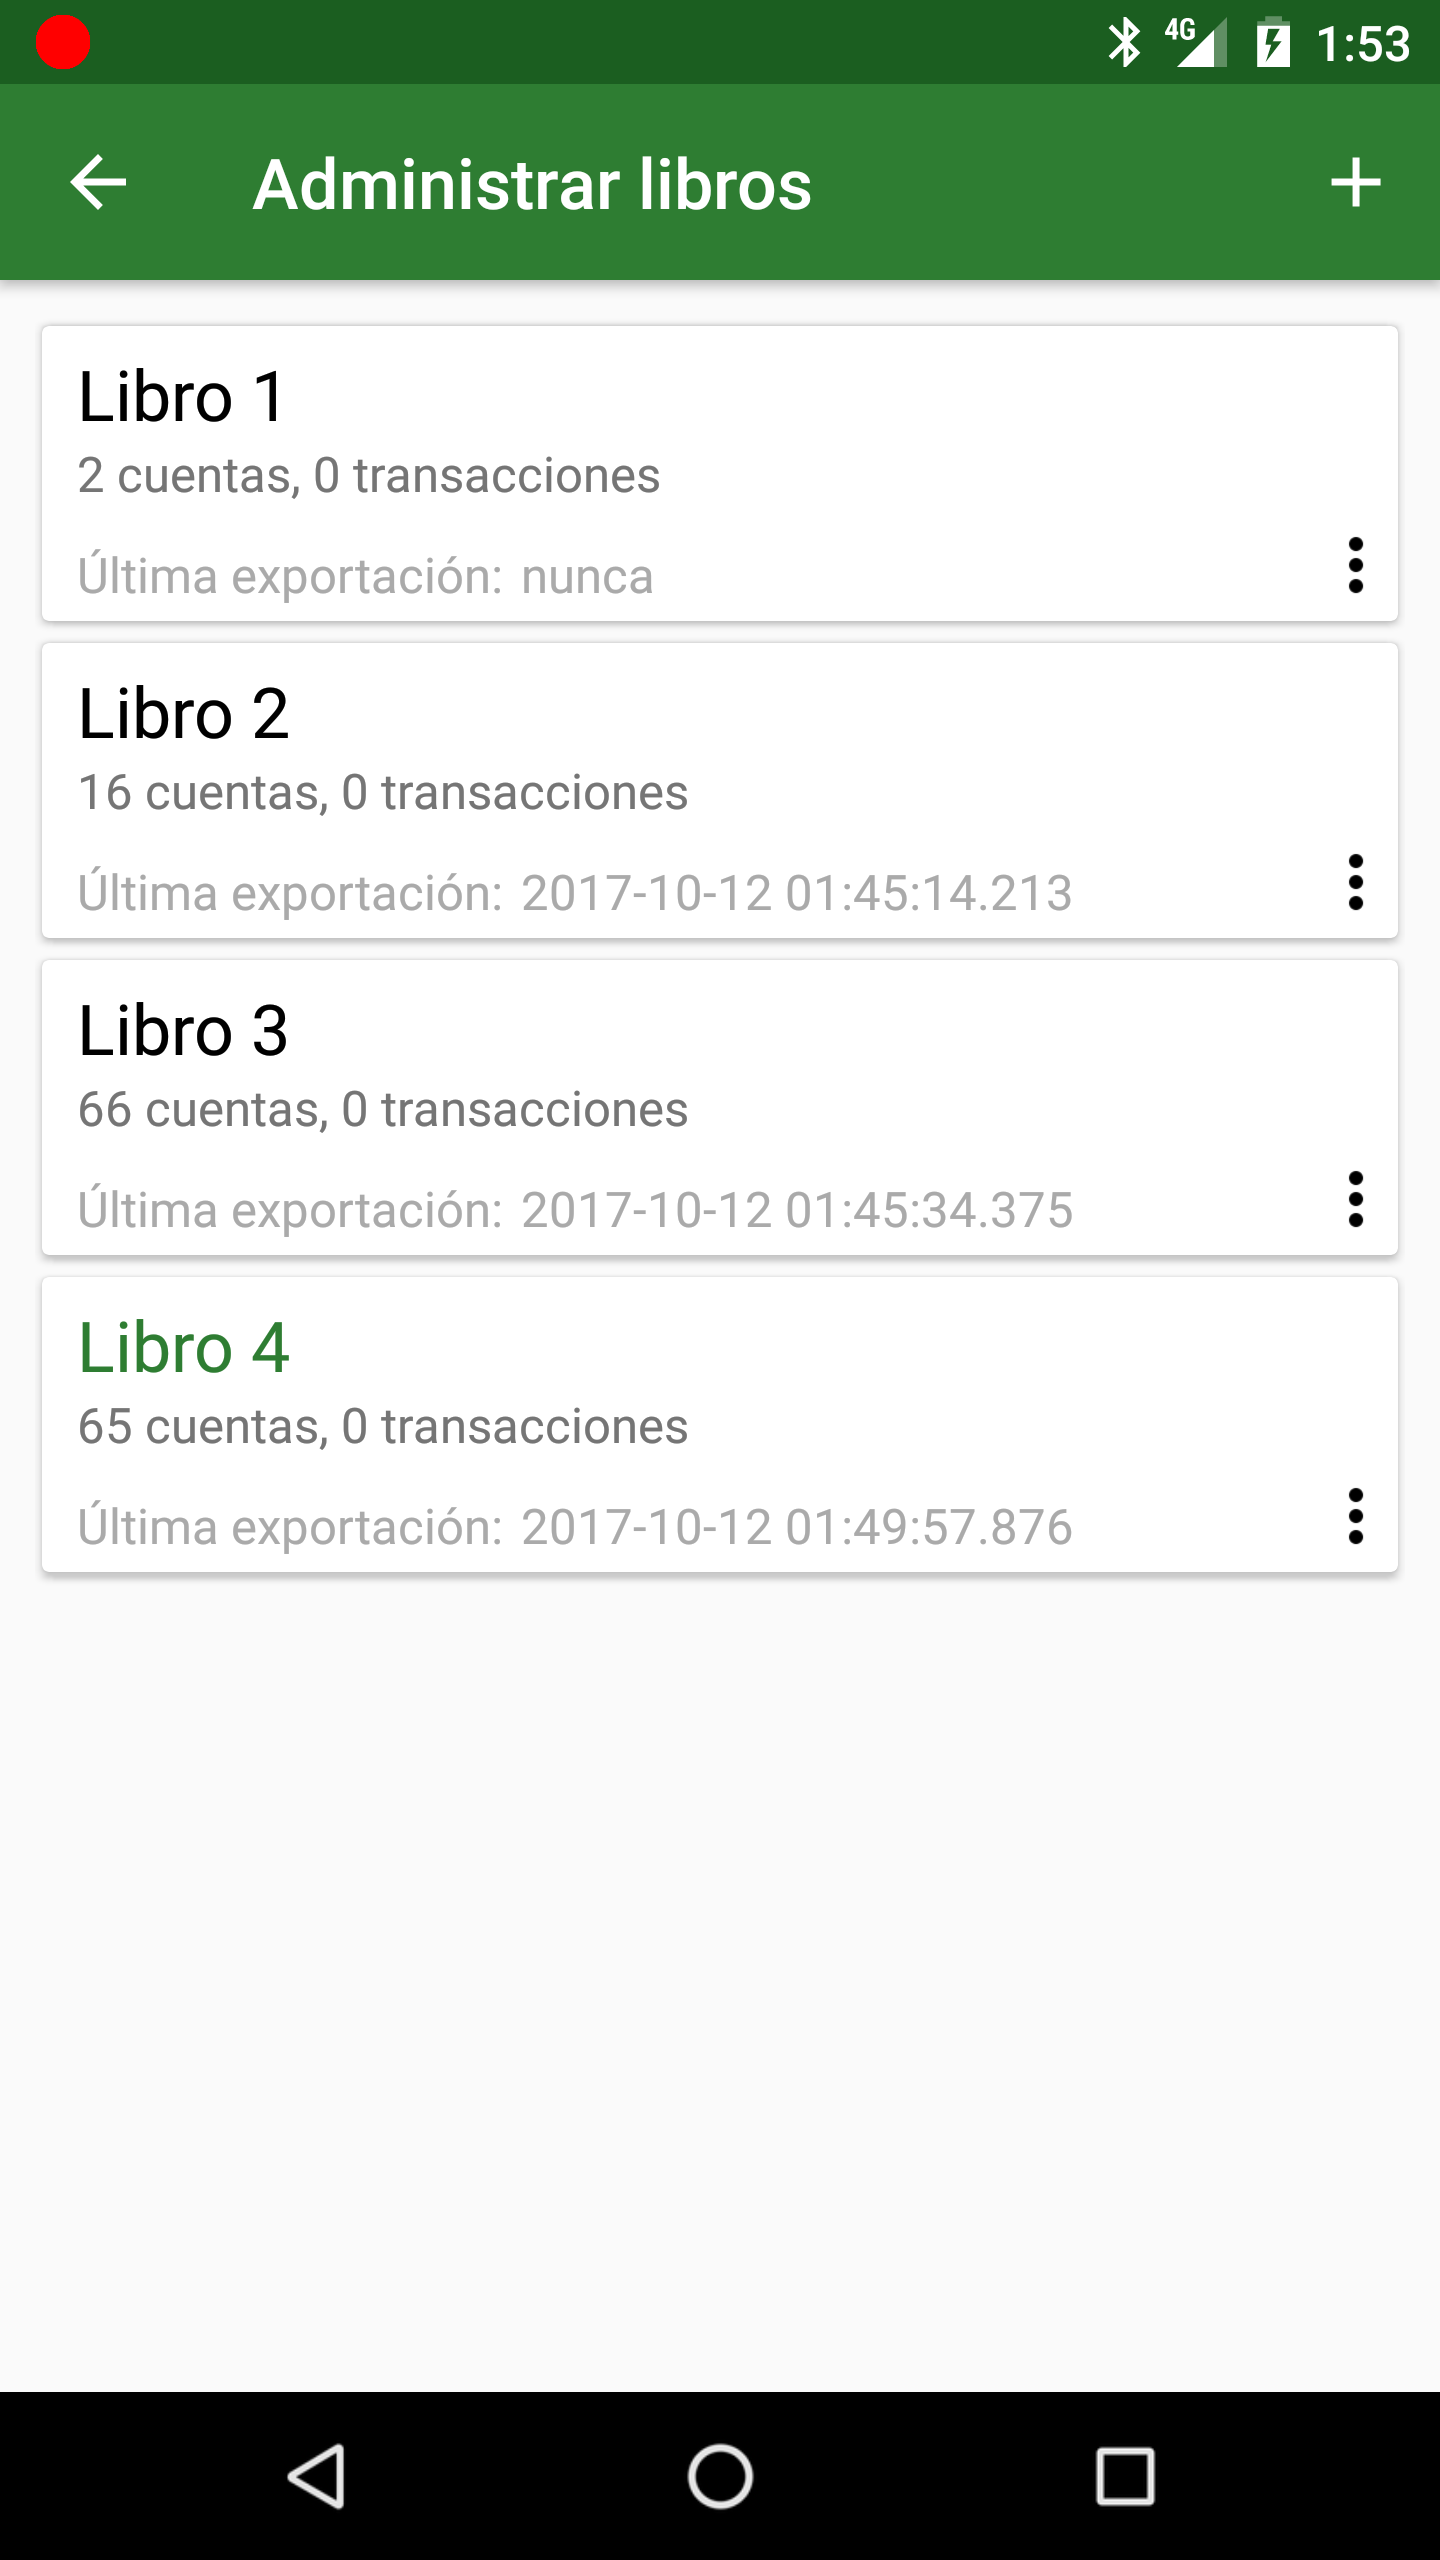 4G 1:53
Administrar libros
Libro 1
2 cuentas, 0 transacciones
Última exportación: nunca
Libro 2
16 cuentas, 0 transacciones
Última exportación: 2017-10-12 01:45:14.213
Libro 3
66 cuentas, 0 transacciones
Última exportación: 2017-10-12 01:45:34.375
Libro 4
65 cuentas, 0 transacciones
Última exportación: 2017-10-12 01:49:57.876